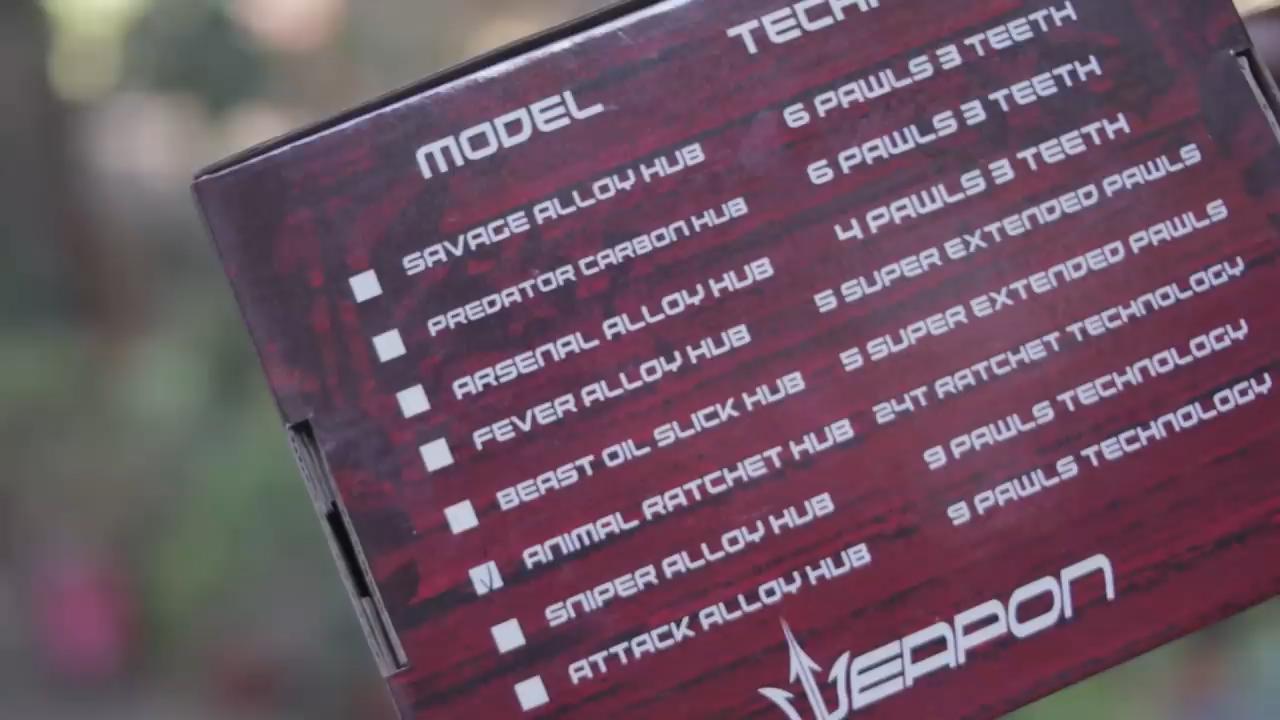 MODEL TECH
SAVAGE ALLOY HUB 6 PAWLS 3 TEETH
PREDATOR CARBON HUB 6 PAWLS 3 TEETH
ARSENAL ALLOY HUB 4 PAWLS 3 TEETH
FEVER ALLOY HUB 5 SUPER EXTENDED PAWLS
BEAST OIL SLICK HUB 5 SUPER EXTENDED PAWLS
ANIMAL RATCHET HUB 24T RATCHET TECHNOLOGY
SNIPER ALLOY HUB 9 PAWLS TECHNOLOGY
ATTACK ALLOY HUB 9 PAWLS TECHNOLOGY
WEAPON